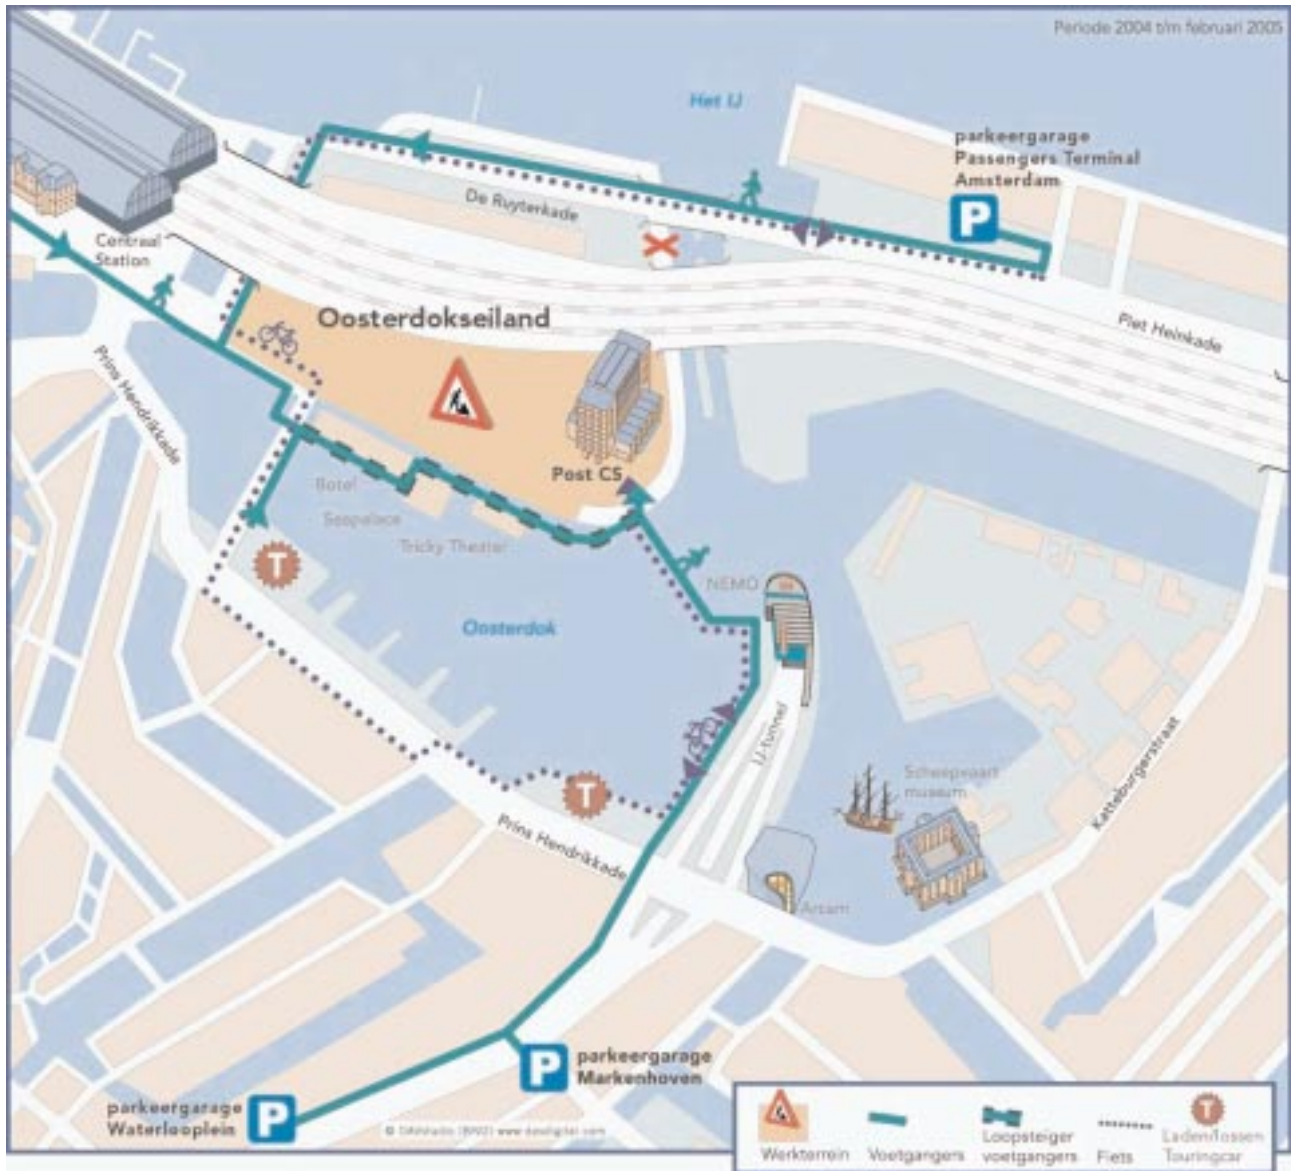 Periode 2004 t/m februari 2005
Het IJ
parkeergarage
Passengers Terminal
Amsterdam
P
De Ruyterkade
Centraal
Station
Oosterdokseiland
Piet Heinkade
Prins Hendrikkade
Post CS
Botel
Seapalace
Tricky Theater
NEMO
T
Oosterdok
IJ-tunnel
Scheepvaart
museum
Kattenburgerstraat
T
Prins Hendrikkade
Arcam
P
parkeergarage
Markenhoven
parkeergarage
Waterlooplein
P
T
Werkterrein
Voetgangers
Loopsteiger
voetgangers
Fiets
Laden/lossen
Touringcar